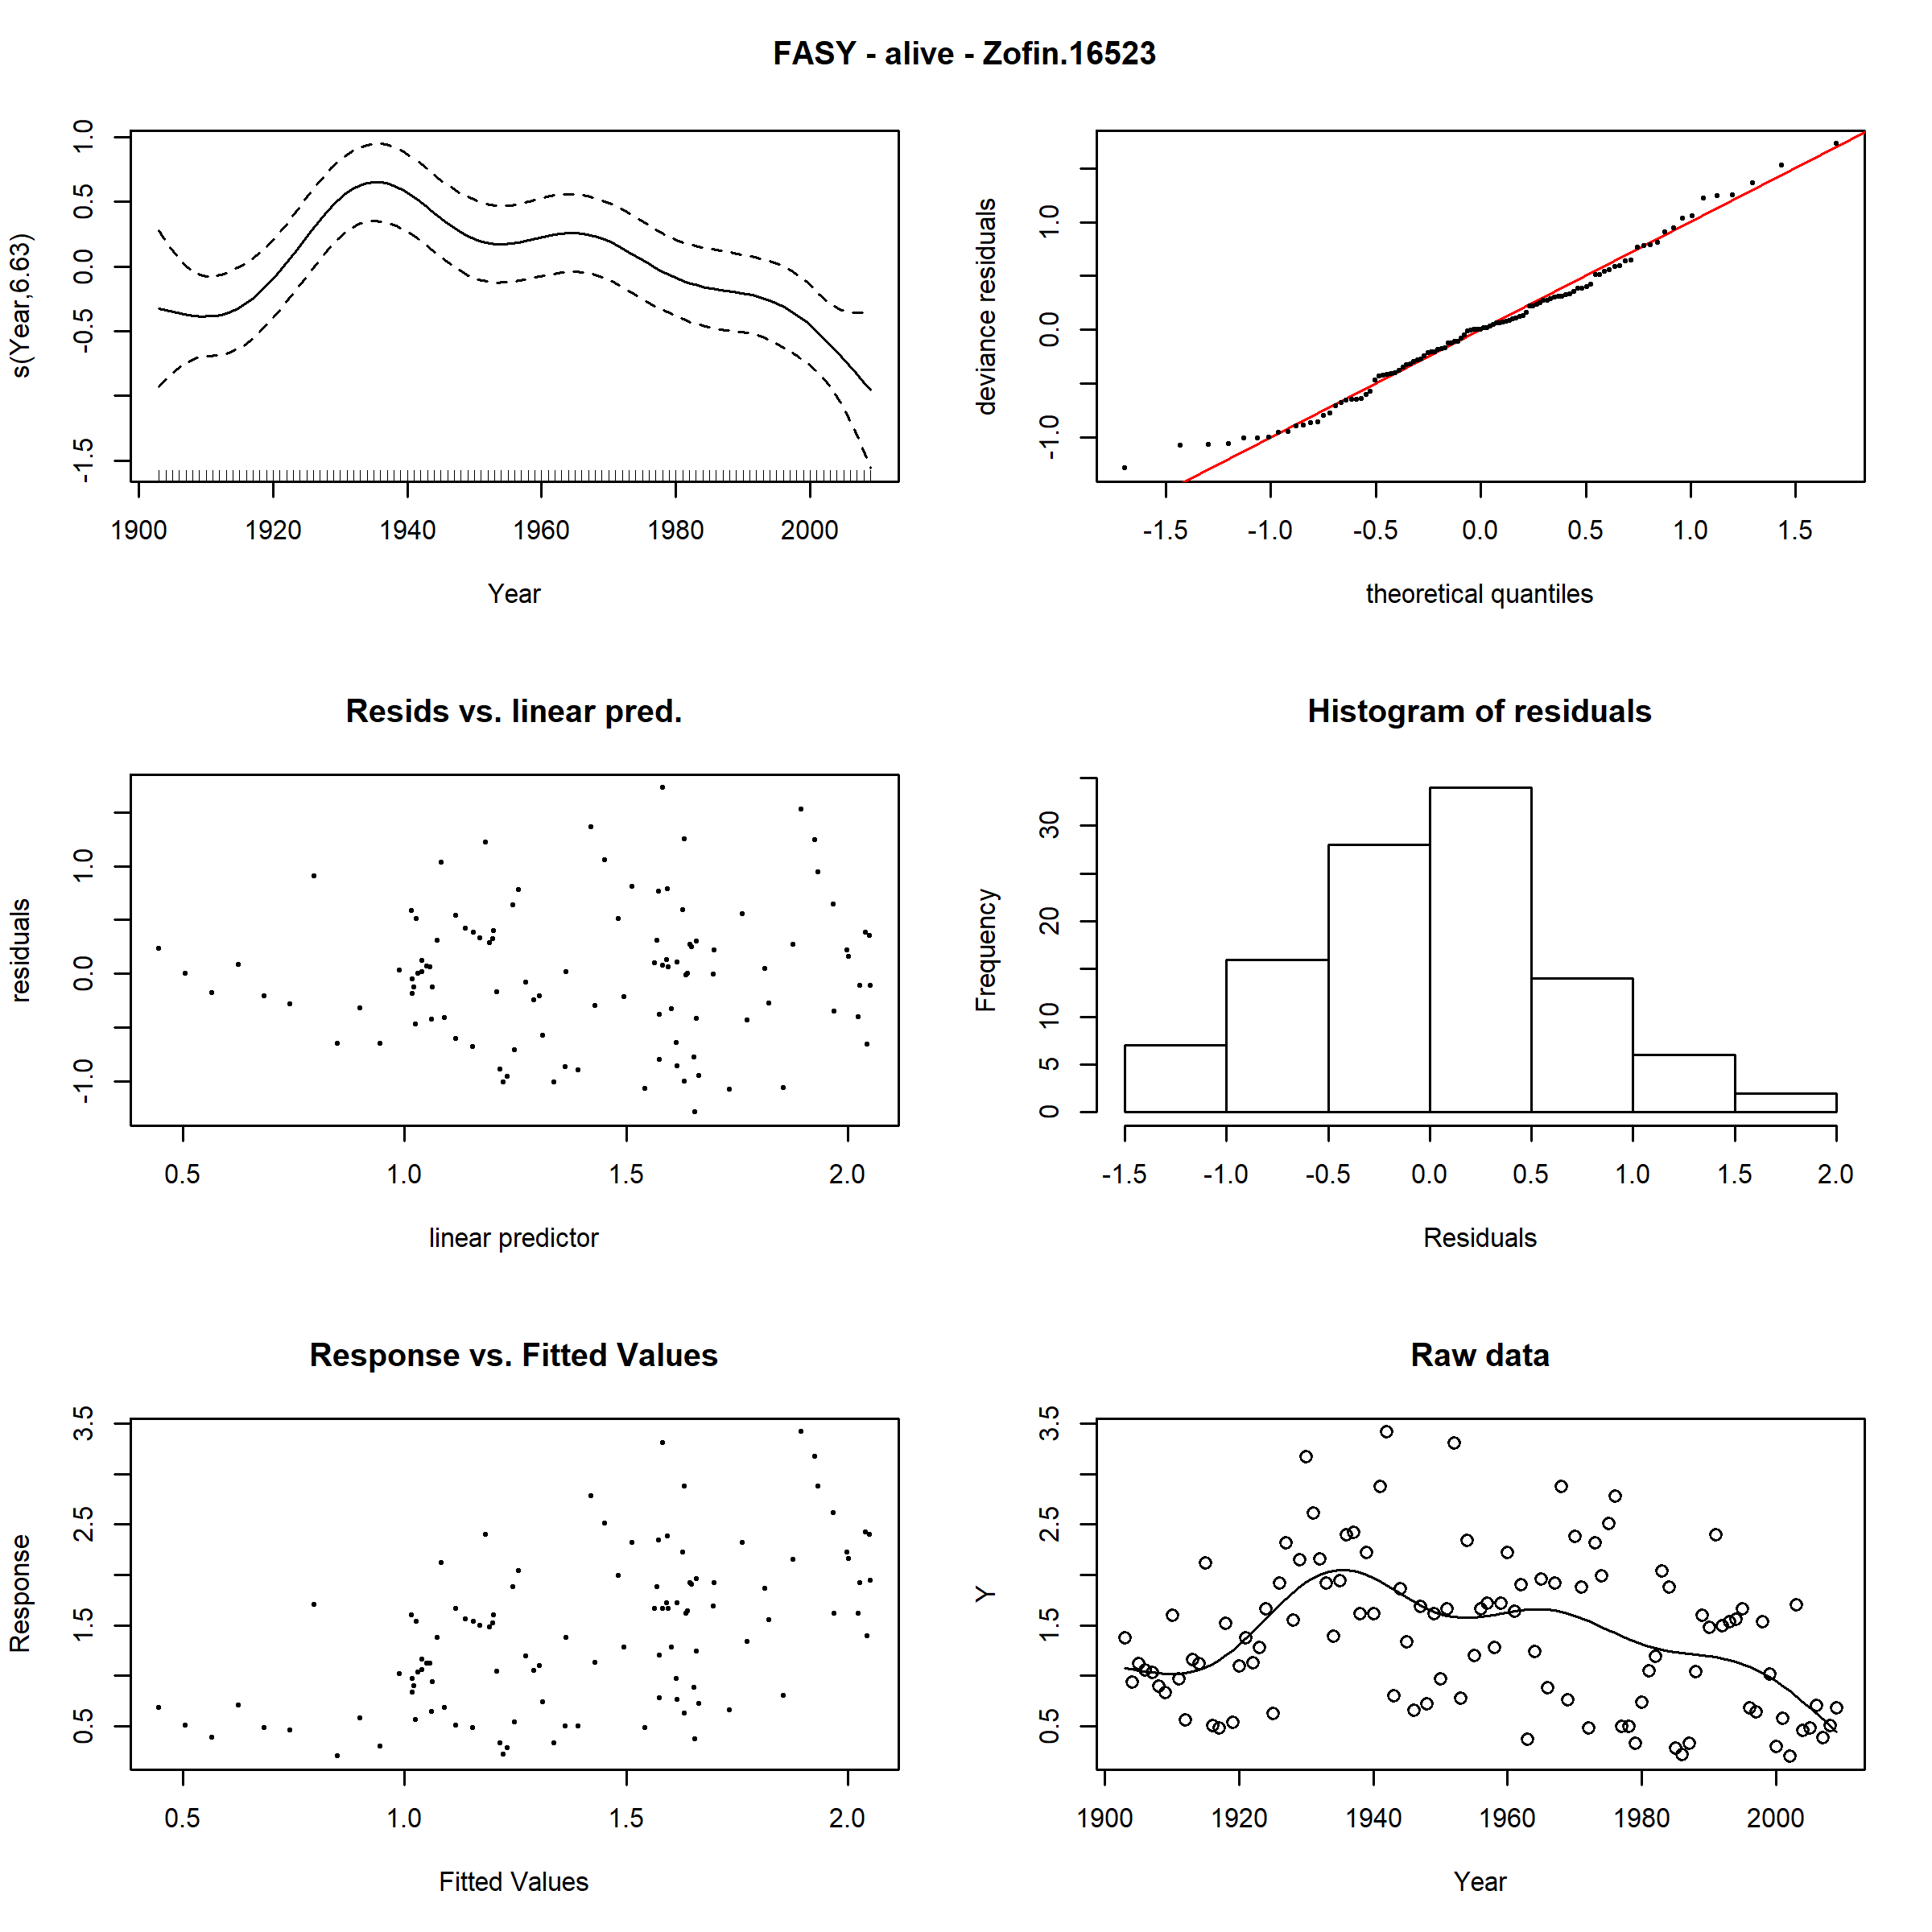 FASY - alive - Zofin.16523
s(Year,6.63)
1.0
0.5
0.0
-0.5
-1.5
1900 1920 1940 1960 1980 2000
Year
deviance residuals
1.0
0.0
-1.0
-1.5 -1.0 -0.5 0.0 0.5 1.0 1.5
theoretical quantiles
Resids vs. linear pred.
residuals
1.0
0.0
-1.0
0.5 1.0 1.5 2.0
linear predictor
Histogram of residuals
Frequency
30
20
10
5
0
-1.5 -1.0 -0.5 0.0 0.5 1.0 1.5 2.0
Residuals
Response vs. Fitted Values
Response
3.5
2.5
1.5
0.5
0.5 1.0 1.5 2.0
Fitted Values
Raw data
Y
3.5
2.5
1.5
0.5
1900 1920 1940 1960 1980 2000
Year